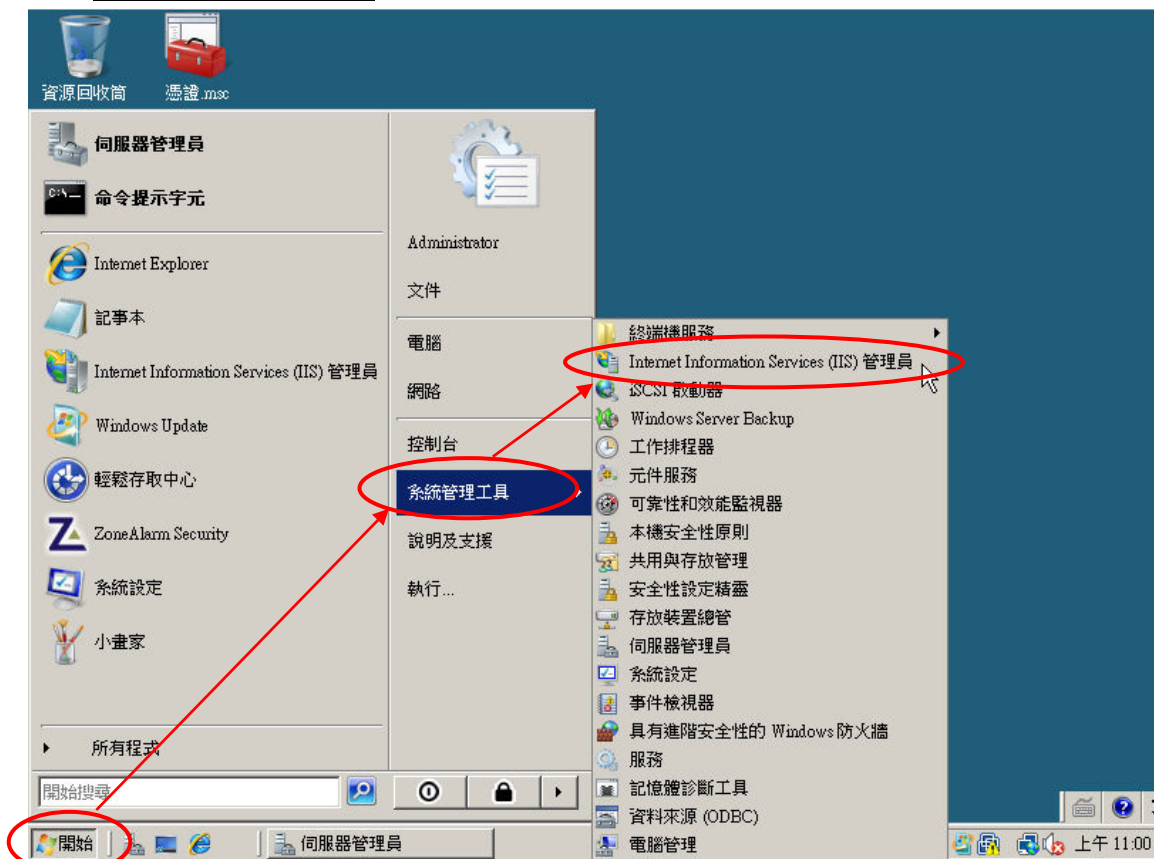 資源回收筒
憑證.msc
伺服器管理員
命令提示字元
Internet Explorer
記事本
Internet Information Services (IIS) 管理員
Windows Update
輕鬆存取中心
ZoneAlarm Security
系統設定
小畫家
所有程式
開始搜尋
Administrator
文件
電腦
網路
控制台
系統管理工具
說明及支援
執行...
終端機服務
Internet Information Services (IIS) 管理員
iSCSI 啟動器
Windows Server Backup
工作排程器
元件服務
可靠性和效能監視器
本機安全性原則
共用與存放管理
安全性設定精靈
存放裝置總管
伺服器管理員
系統設定
事件檢視器
具有進階安全性的 Windows 防火牆
服務
記憶體診斷工具
資料來源 (ODBC)
電腦管理
開始
伺服器管理員
上午 11:00